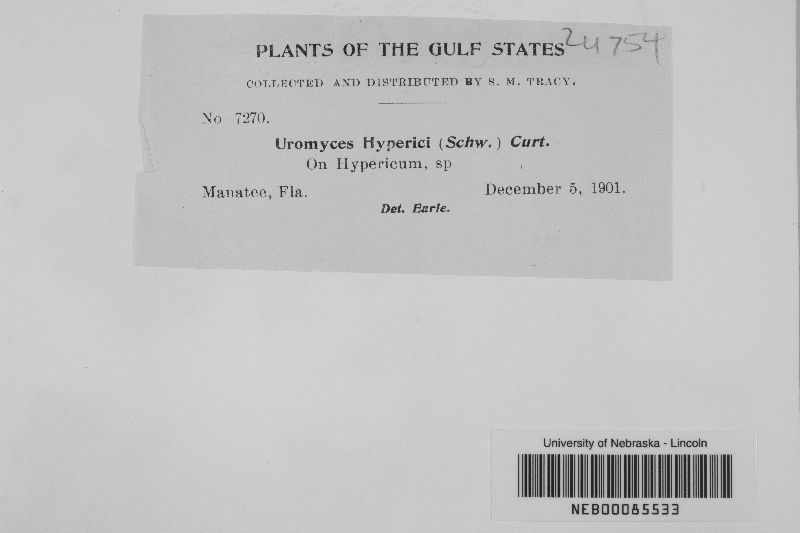 24754
PLANTS OF THE GULF STATES
COLLECTED AND DISTRIBUTED BY S. M. TRACY.
No 7270.
Uromyces Hyperici (Schw.) Curt.
On Hypericum, sp
Manatee, Fla. December 5, 1901.
Det. Earle.
University of Nebraska - Lincoln
NEB00085533